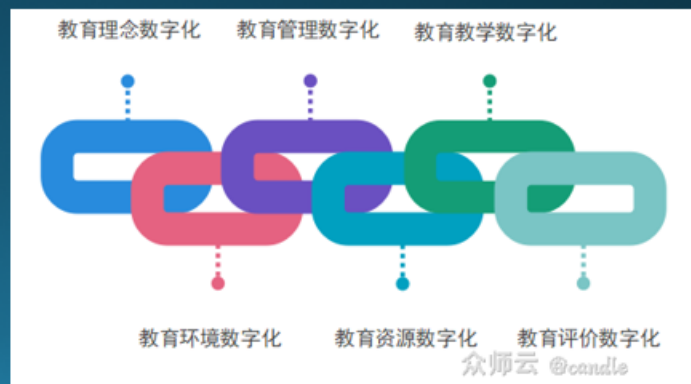 教育理念数字化 教育管理数字化 教育教学数字化
教育环境数字化 教育资源数字化 教育评价数字化
众师云 @candle